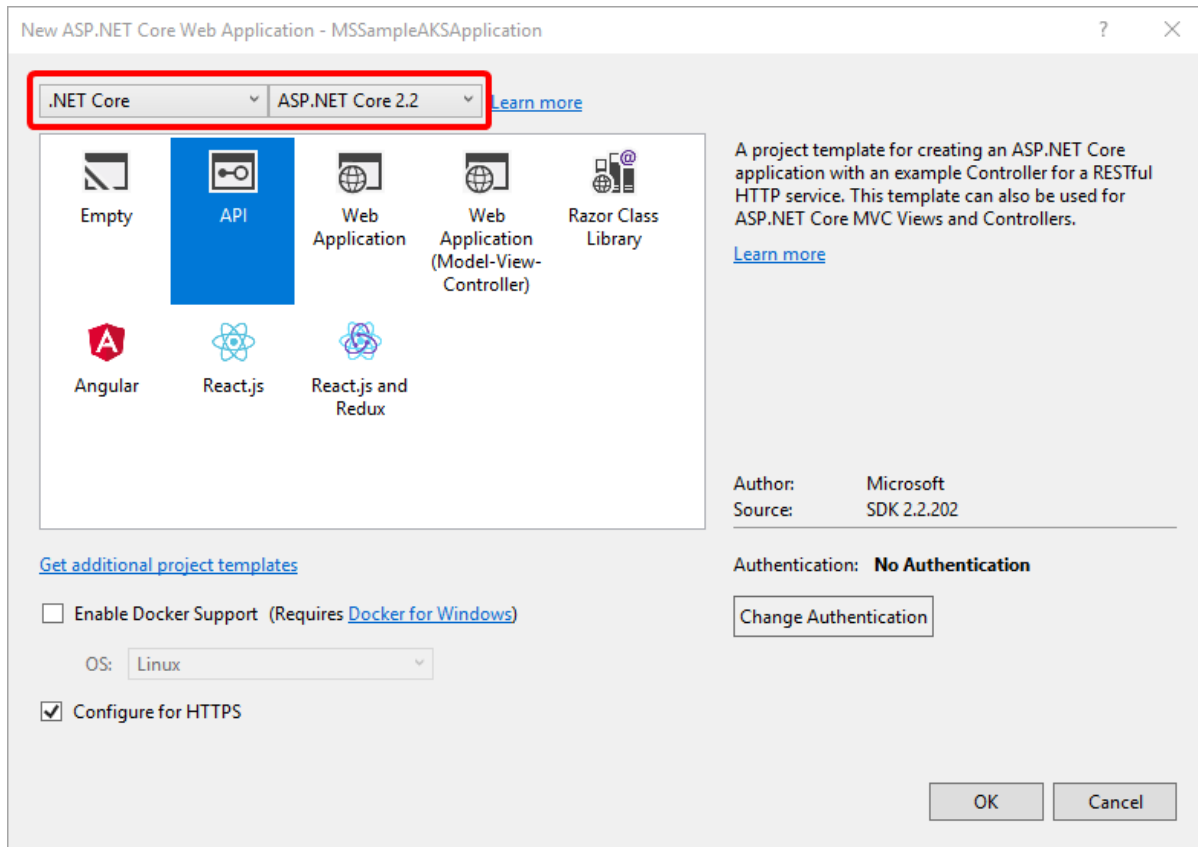 New ASP.NET Core Web Application - MSSampleAKSApplication
?
.NET Core
ASP.NET Core 2.2
Learn more
Empty
API
Web
Application
Web
Application
(Model-View-
Controller)
Razor Class
Library
Angular
React.js
React.js and
Redux
A project template for creating an ASP.NET Core
application with an example Controller for a RESTful
HTTP service. This template can also be used for
ASP.NET Core MVC Views and Controllers.
Learn more
Author: Microsoft
Source: SDK 2.2.202
Get additional project templates
Authentication: No Authentication
Enable Docker Support (Requires Docker for Windows)
Change Authentication
OS: Linux
Configure for HTTPS
OK
Cancel